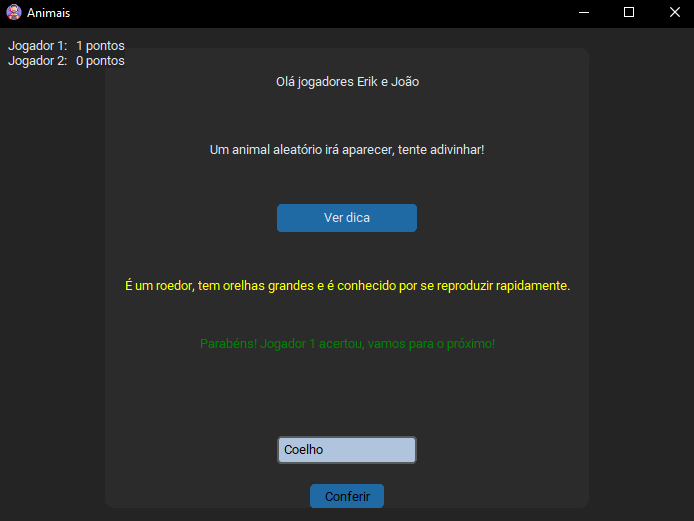 Animais
Jogador 1: 1 pontos
Jogador 2: 0 pontos
Olá jogadores Erik e João
Um animal aleatório irá aparecer, tente adivinhar!
Ver dica
É um roedor, tem orelhas grandes e é conhecido por se reproduzir rapidamente.
Parabéns! Jogador 1 acertou, vamos para o próximo!
Coelho
Conferir